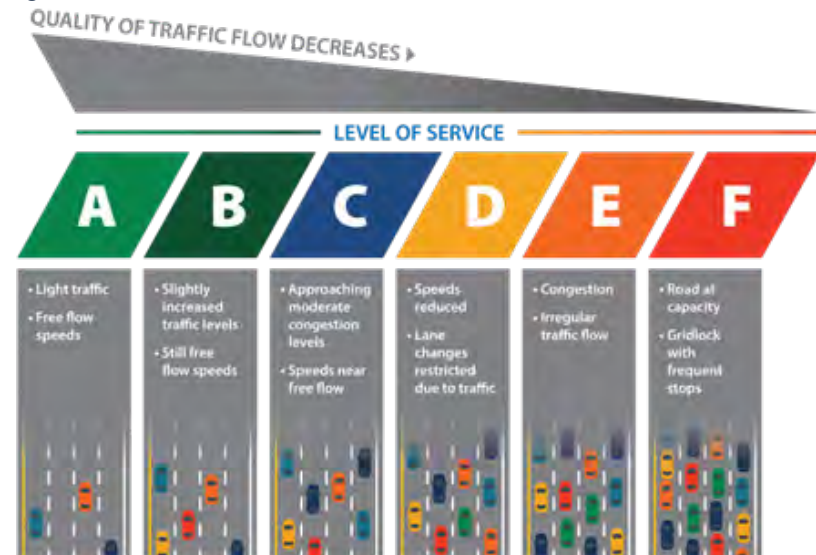 QUALITY OF TRAFFIC FLOW DECREASES ▸
LEVEL OF SERVICE
A
B
C
D
E
F
• Light traffic
• Free flow
speeds
• Slightly
increased
traffic levels
• Still free
flow speeds
• Approaching
moderate
congestion
levels
• Speeds near
free flow
• Speeds
reduced
• Lane
changes
restricted
due to traffic
• Congestion
• Irregular
traffic flow
• Road at
capacity
• Gridlock
with
frequent
stops